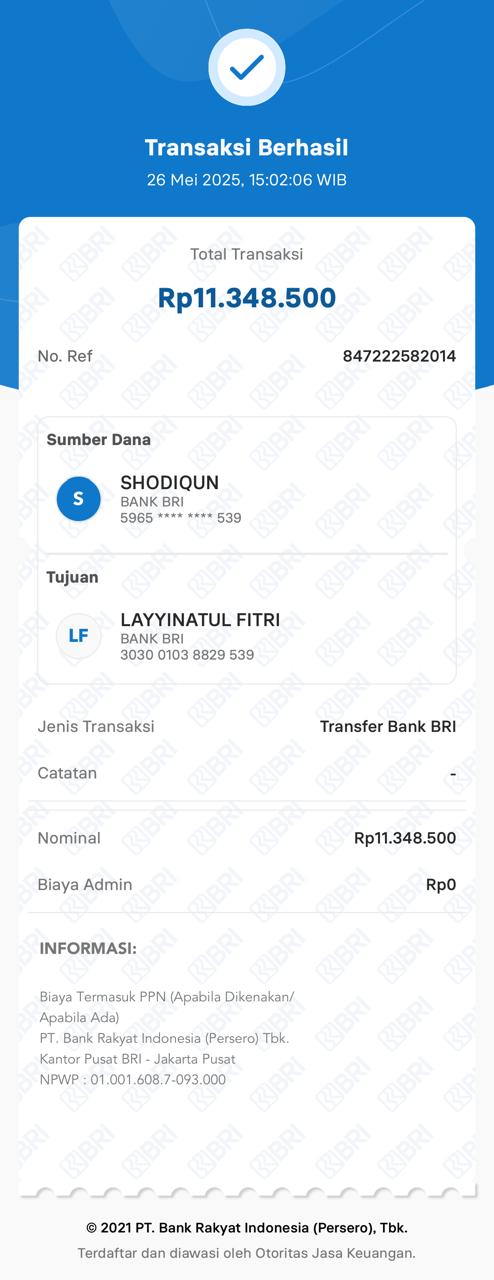 Transaksi Berhasil
26 Mei 2025, 15:02:06 WIB
Total Transaksi
Rp11.348.500
No. Ref 847222582014
Sumber Dana
S
SHODIQUN
BANK BRI
5965 **** **** 539
Tujuan
LF
LAYYINATUL FITRI
BANK BRI
3030 0103 8829 539
Jenis Transaksi Transfer Bank BRI
Catatan -
Nominal Rp11.348.500
Biaya Admin Rp0
INFORMASI:
Biaya Termasuk PPN (Apabila Dikenakan/
Apabila Ada)
PT. Bank Rakyat Indonesia (Persero) Tbk.
Kantor Pusat BRI - Jakarta Pusat
NPWP : 01.001.608.7-093.000
© 2021 PT. Bank Rakyat Indonesia (Persero), Tbk.
Terdaftar dan diawasi oleh Otoritas Jasa Keuangan.